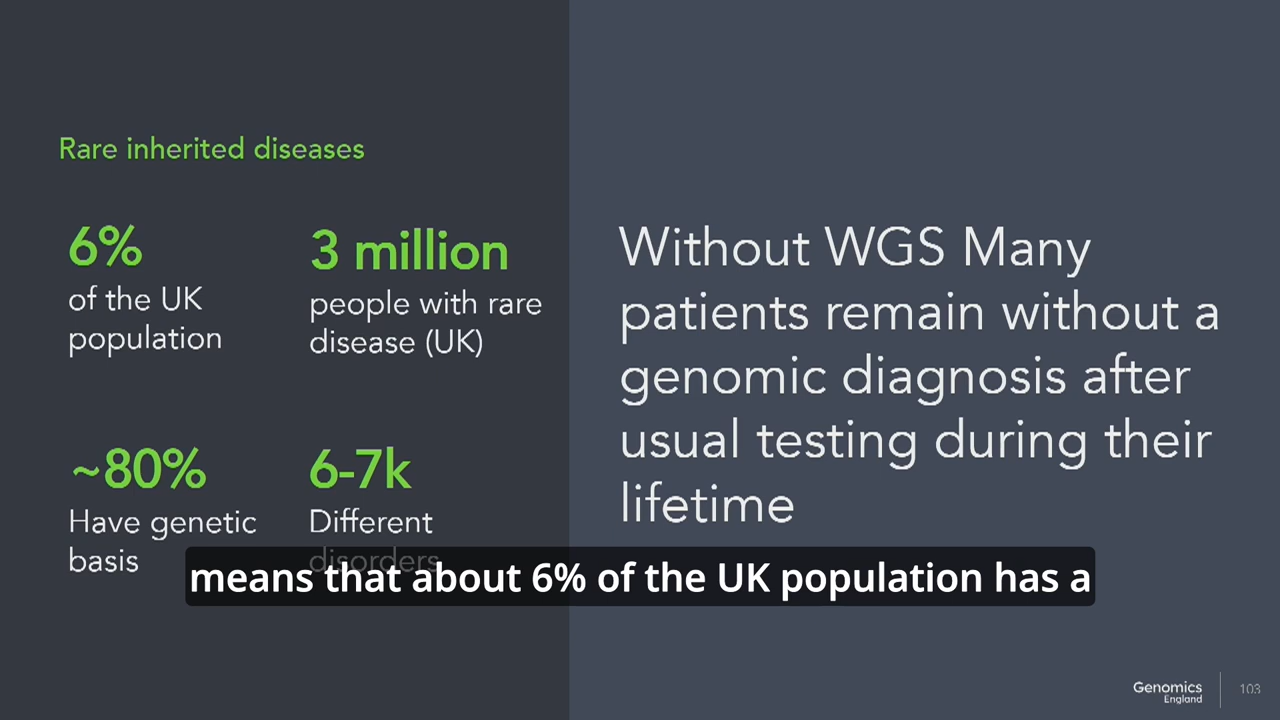 Rare inherited diseases
6%
of the UK
population
3 million
people with rare
disease (UK)
~80%
Have genetic
basis
6-7k
Different
disorders
Without WGS Many
patients remain without a
genomic diagnosis after
usual testing during their
lifetime
means that about 6% of the UK population has a
Genomics
England
103